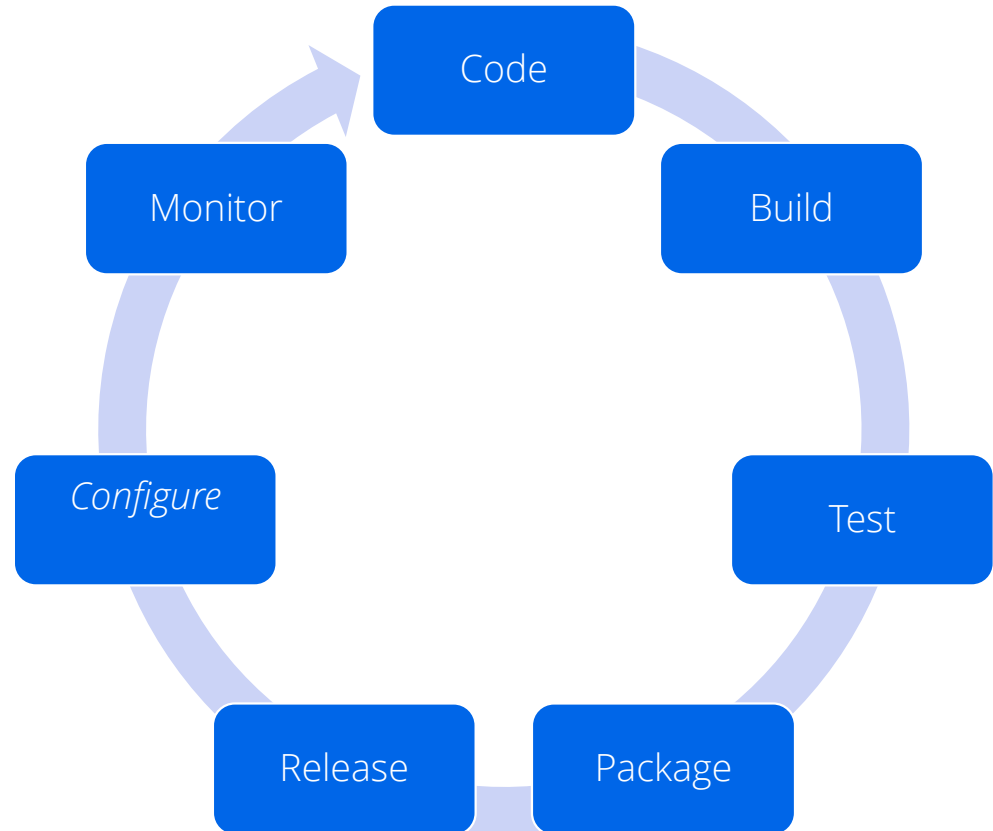 Code
Build
Test
Package
Release
Configure
Monitor